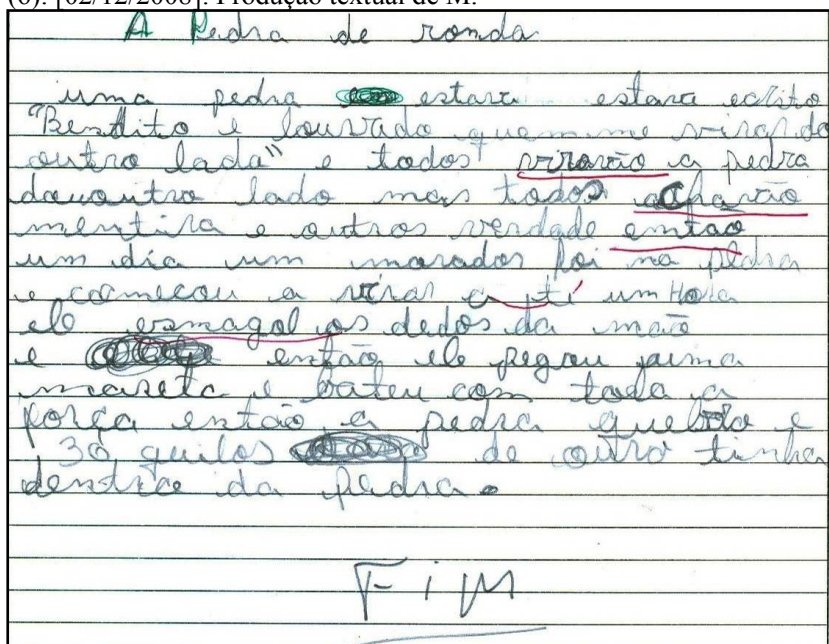 (6). [02/12/2008]. Produção textual de M.
A Pedra de ronda
uma pedra estava estava escrito
"Bendito e louvado quem me virar do
outro lada" e todos virarão a pedra
do outro lado mas todos acharão
mentira e outros verdade então
um dia um morador foi na pedra
e começou a virar a tí um Hora
ele esmagol os dedos da mão
e então ele pegou uma
mareta e bateu com toda a
força então a pedra quebro e
30 quilos de ouro tinha
dentro da pedra.
FiM